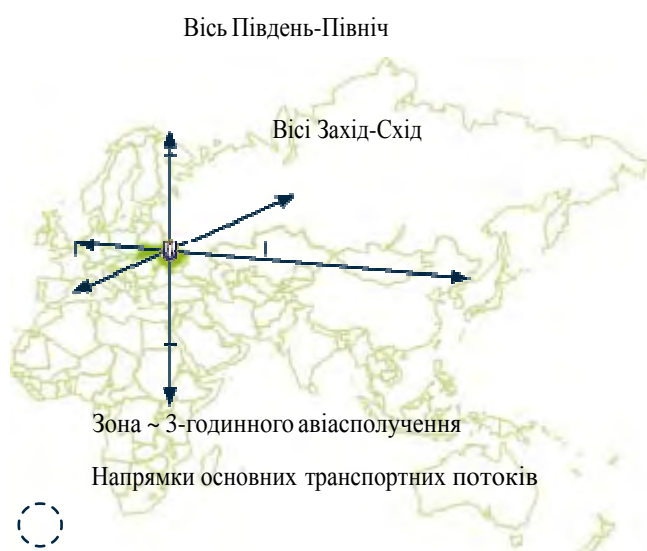 Вісь Південь-Північ
Вісі Захід-Схід
Зона ~ 3-годинного авіасполучення
Напрямки основних транспортних потоків